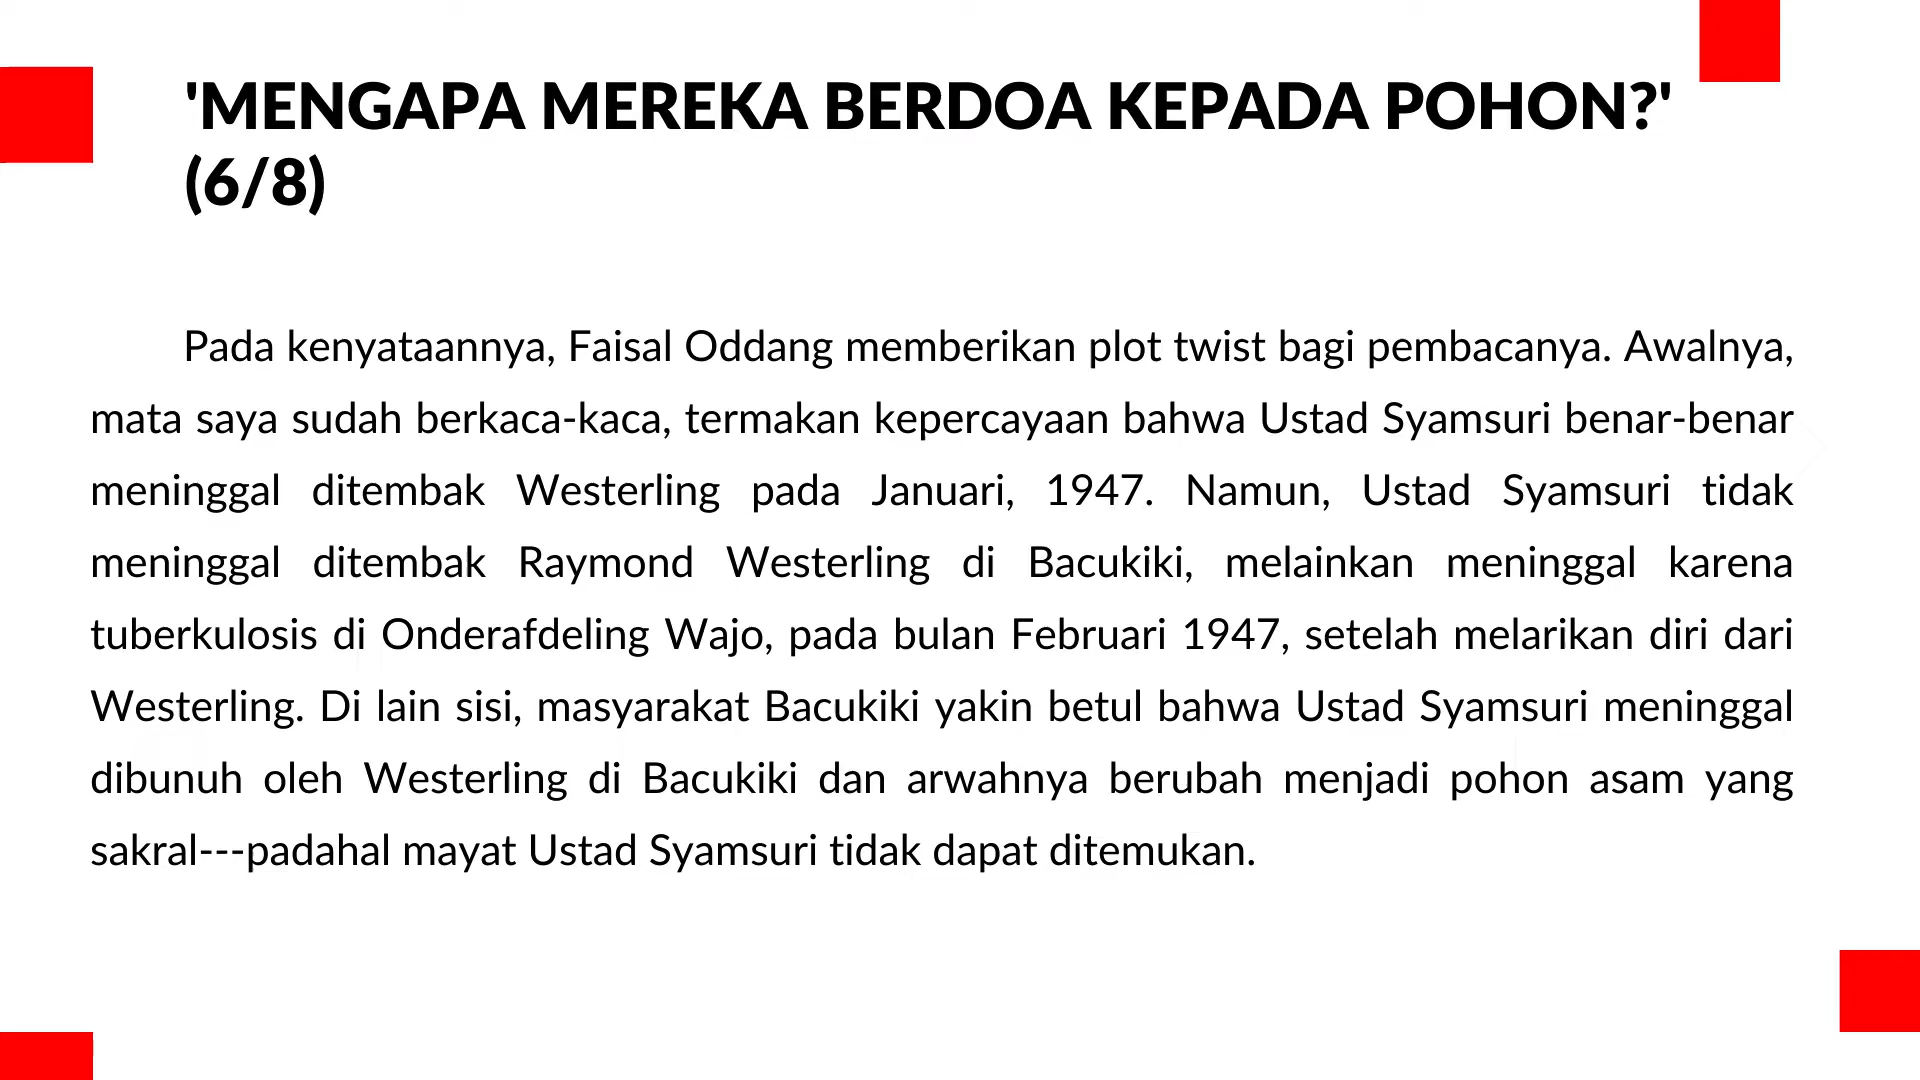 'MENGAPA MEREKA BERDOA KEPADA POHON?'
(6/8)
Pada kenyataannya, Faisal Oddang memberikan plot twist bagi pembacanya. Awalnya,
mata saya sudah berkaca-kaca, termakan kepercayaan bahwa Ustad Syamsuri benar-benar
meninggal ditembak Westerling pada Januari, 1947. Namun, Ustad Syamsuri tidak
meninggal ditembak Raymond Westerling di Bacukiki, melainkan meninggal karena
tuberkulosis di Onderafdeling Wajo, pada bulan Februari 1947, setelah melarikan diri dari
Westerling. Di lain sisi, masyarakat Bacukiki yakin betul bahwa Ustad Syamsuri meninggal
dibunuh oleh Westerling di Bacukiki dan arwahnya berubah menjadi pohon asam yang
sakral---padahal mayat Ustad Syamsuri tidak dapat ditemukan.